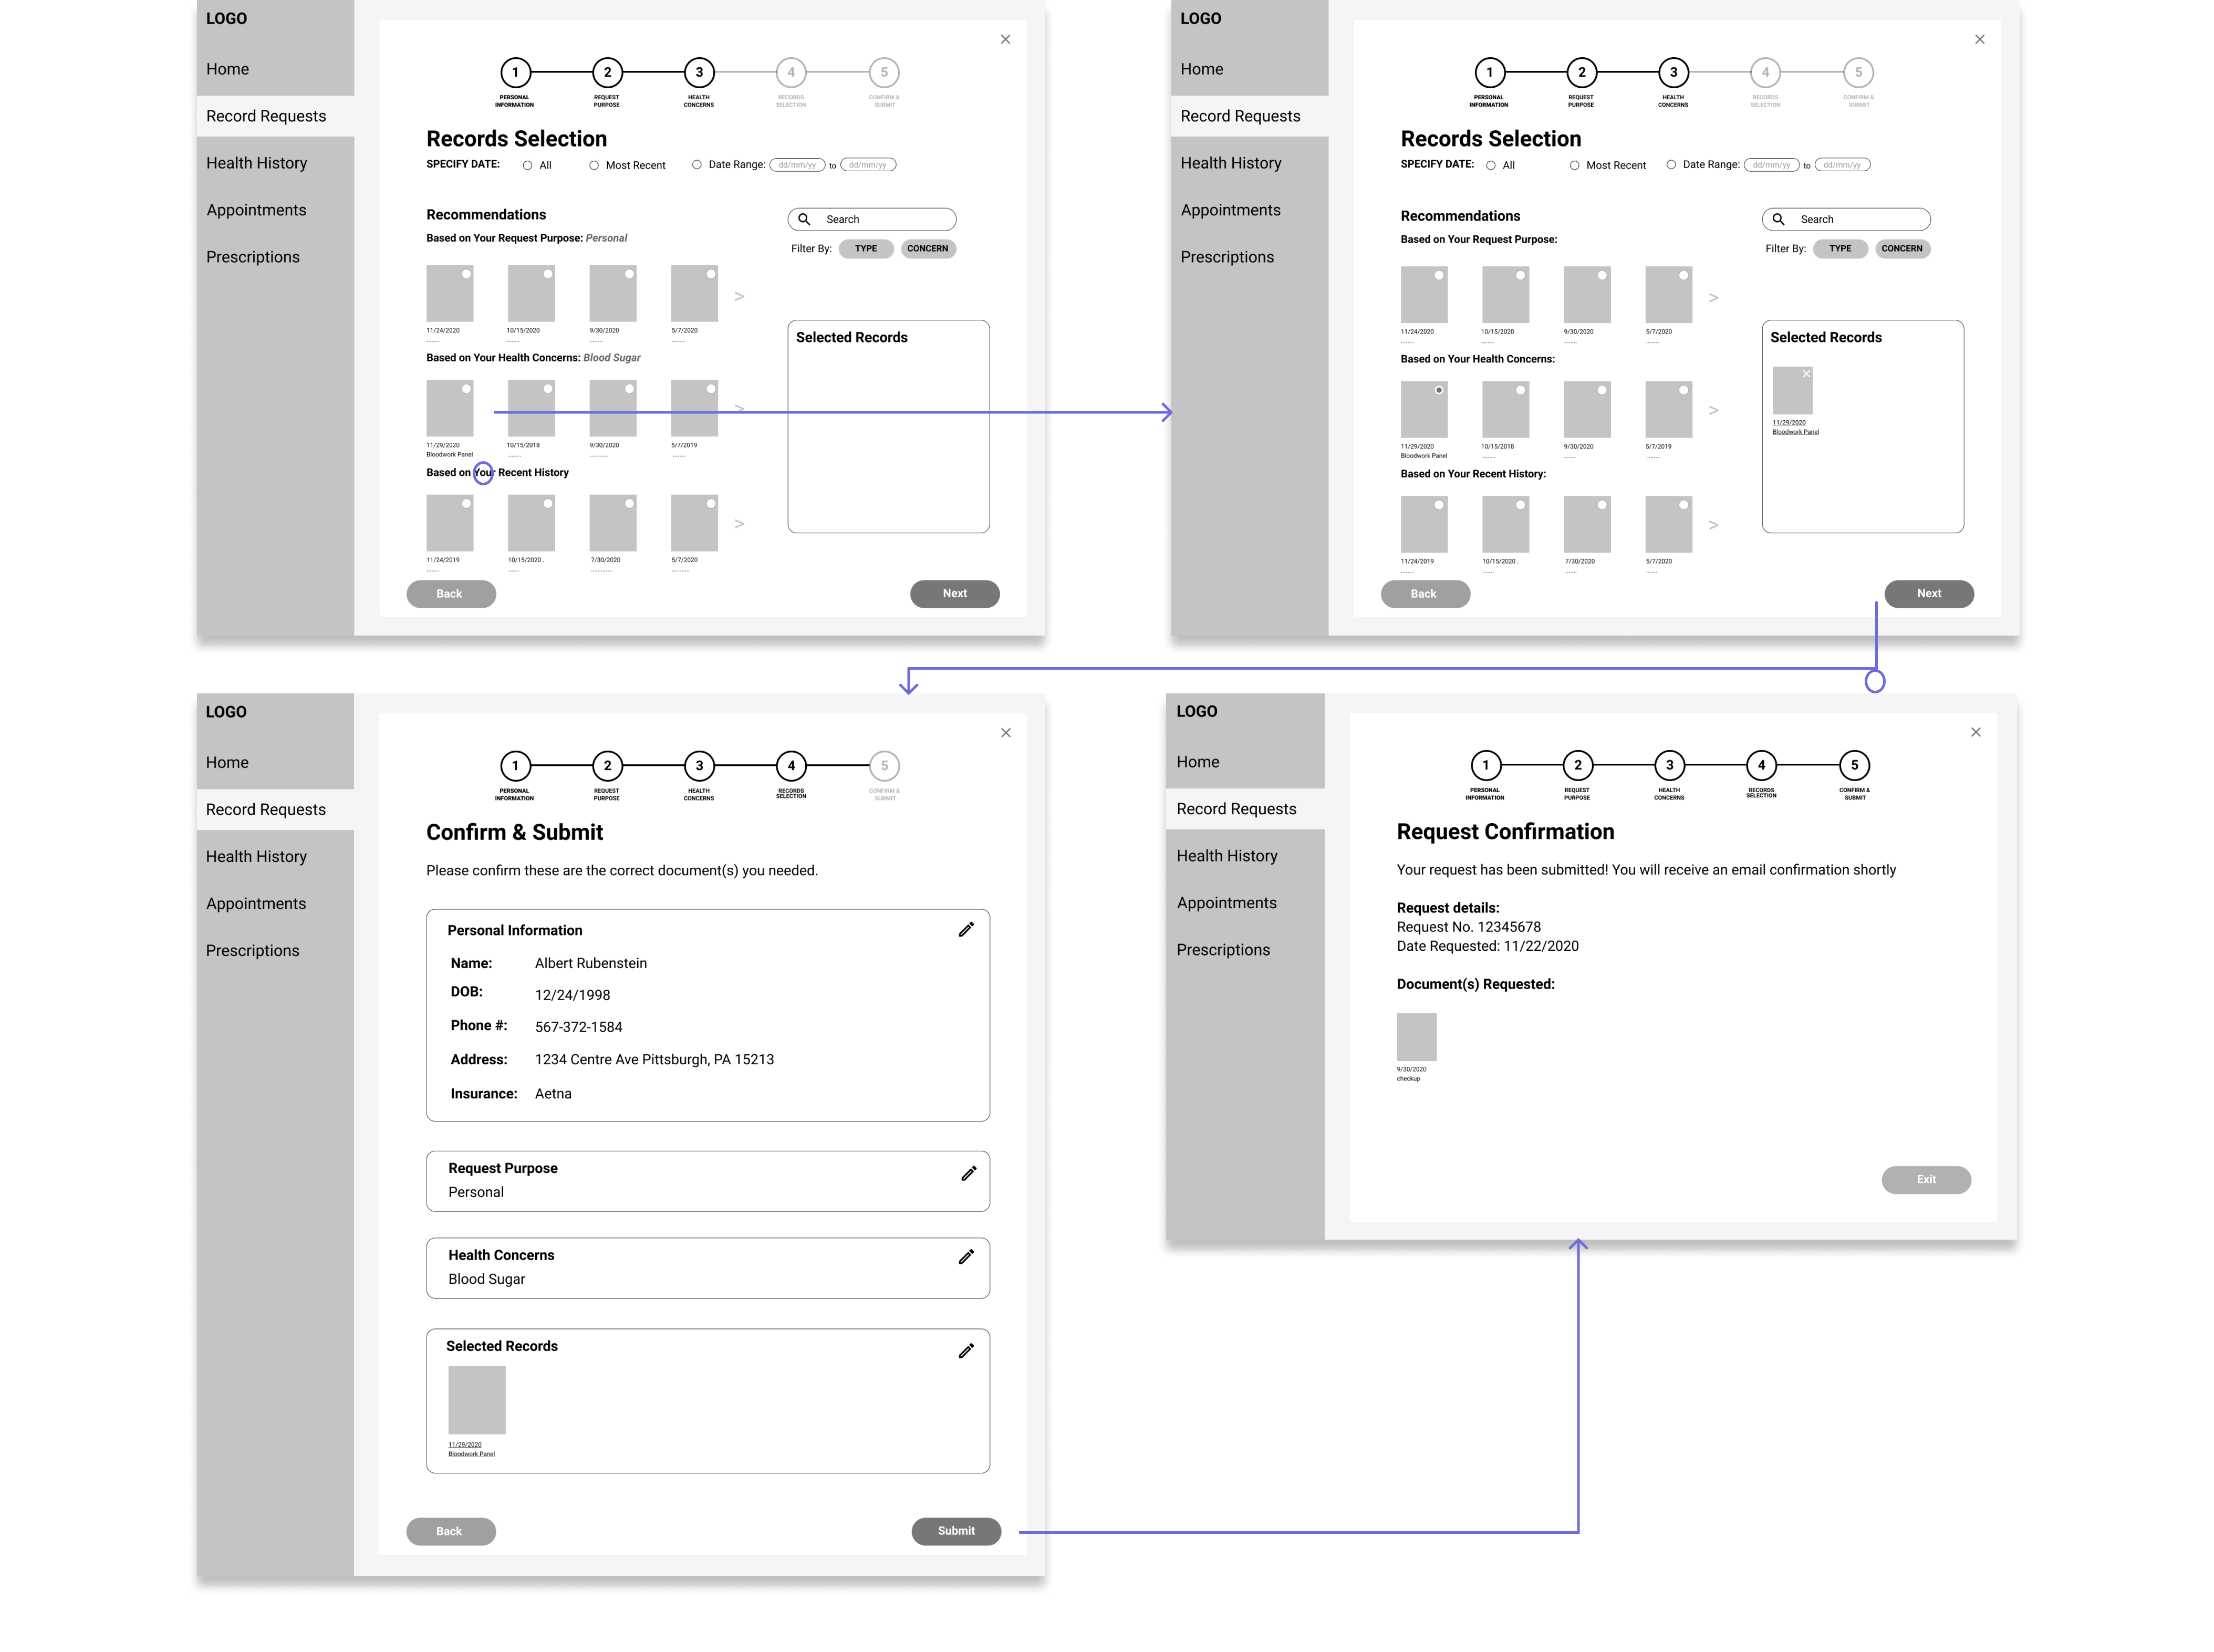 LOGO
Home
Record Requests
Health History
Appointments
Prescriptions
×
1 2 3 4 5
PERSONAL INFORMATION
REQUEST PURPOSE
HEALTH CONCERNS
RECORDS SELECTION
CONFIRM & SUBMIT
Records Selection
SPECIFY DATE: All Most Recent Date Range: dd/mm/yy to dd/mm/yy
Recommendations
Based on Your Request Purpose: Personal
11/24/2020 10/15/2020 9/30/2020 5/7/2020
>
Based on Your Health Concerns: Blood Sugar
11/29/2020 10/15/2018 9/30/2020 5/7/2019
Bloodwork Panel
>
Based on Your Recent History
11/24/2019 10/15/2020 . 7/30/2020 5/7/2020
>
Search
Filter By: TYPE CONCERN
Selected Records
Back
Next
LOGO
Home
Record Requests
Health History
Appointments
Prescriptions
×
1 2 3 4 5
PERSONAL INFORMATION
REQUEST PURPOSE
HEALTH CONCERNS
RECORDS SELECTION
CONFIRM & SUBMIT
Records Selection
SPECIFY DATE: All Most Recent Date Range: dd/mm/yy to dd/mm/yy
Recommendations
Based on Your Request Purpose:
11/24/2020 10/15/2020 9/30/2020 5/7/2020
>
Based on Your Health Concerns:
11/29/2020 10/15/2018 9/30/2020 5/7/2019
Bloodwork Panel
>
Based on Your Recent History:
11/24/2019 10/15/2020 . 7/30/2020 5/7/2020
>
Search
Filter By: TYPE CONCERN
Selected Records
11/29/2020
Bloodwork Panel
Back
Next
LOGO
Home
Record Requests
Health History
Appointments
Prescriptions
×
1 2 3 4 5
PERSONAL INFORMATION
REQUEST PURPOSE
HEALTH CONCERNS
RECORDS SELECTION
CONFIRM & SUBMIT
Confirm & Submit
Please confirm these are the correct document(s) you needed.
Personal Information
Name: Albert Rubenstein
DOB: 12/24/1998
Phone #: 567-372-1584
Address: 1234 Centre Ave Pittsburgh, PA 15213
Insurance: Aetna
Request Purpose
Personal
Health Concerns
Blood Sugar
Selected Records
11/29/2020
Bloodwork Panel
Back
Submit
LOGO
Home
Record Requests
Health History
Appointments
Prescriptions
×
1 2 3 4 5
PERSONAL INFORMATION
REQUEST PURPOSE
HEALTH CONCERNS
RECORDS SELECTION
CONFIRM & SUBMIT
Request Confirmation
Your request has been submitted! You will receive an email confirmation shortly
Request details:
Request No. 12345678
Date Requested: 11/22/2020
Document(s) Requested:
9/30/2020
checkup
Exit